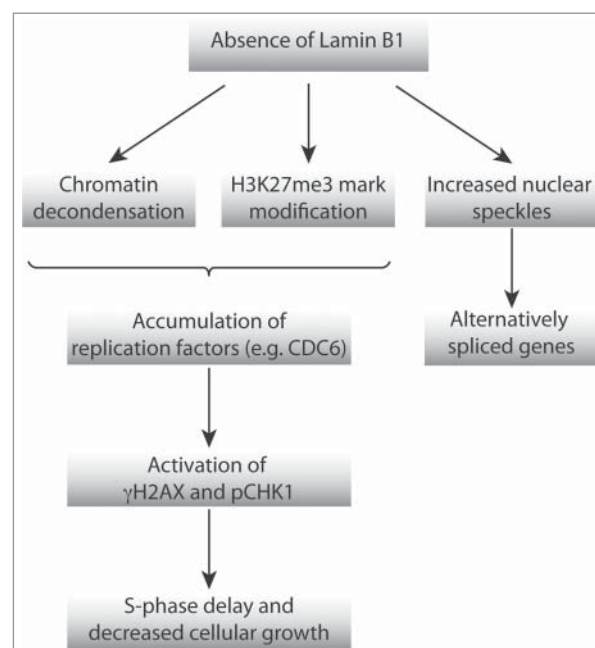 Absence of Lamin B1
Chromatin
decondensation
H3K27me3 mark
modification
Increased nuclear
speckles
Accumulation of
replication factors (e.g. CDC6)
Alternatively
spliced genes
Activation of
γH2AX and pCHK1
S-phase delay and
decreased cellular growth